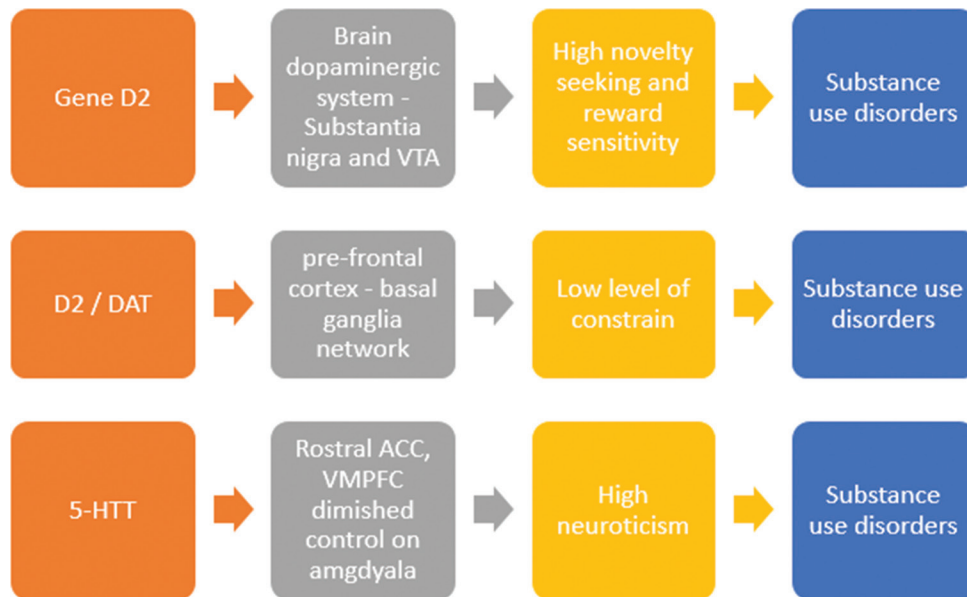 Gene D2
Brain
dopaminergic
system -
Substantia
nigra and VTA
High novelty
seeking and
reward
sensitivity
Substance
use disorders
D2 / DAT
pre-frontal
cortex - basal
ganglia
network
Low level of
constrain
Substance use
disorders
5-HTT
Rostral ACC,
VMPFC
dimished
control on
amgdyala
High
neuroticism
Substance
use disorders